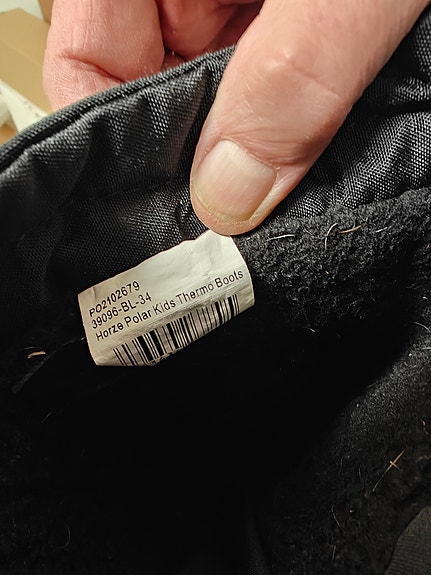 PO2102679
39096-BL-34
Horze Polar Kids Thermo Boots